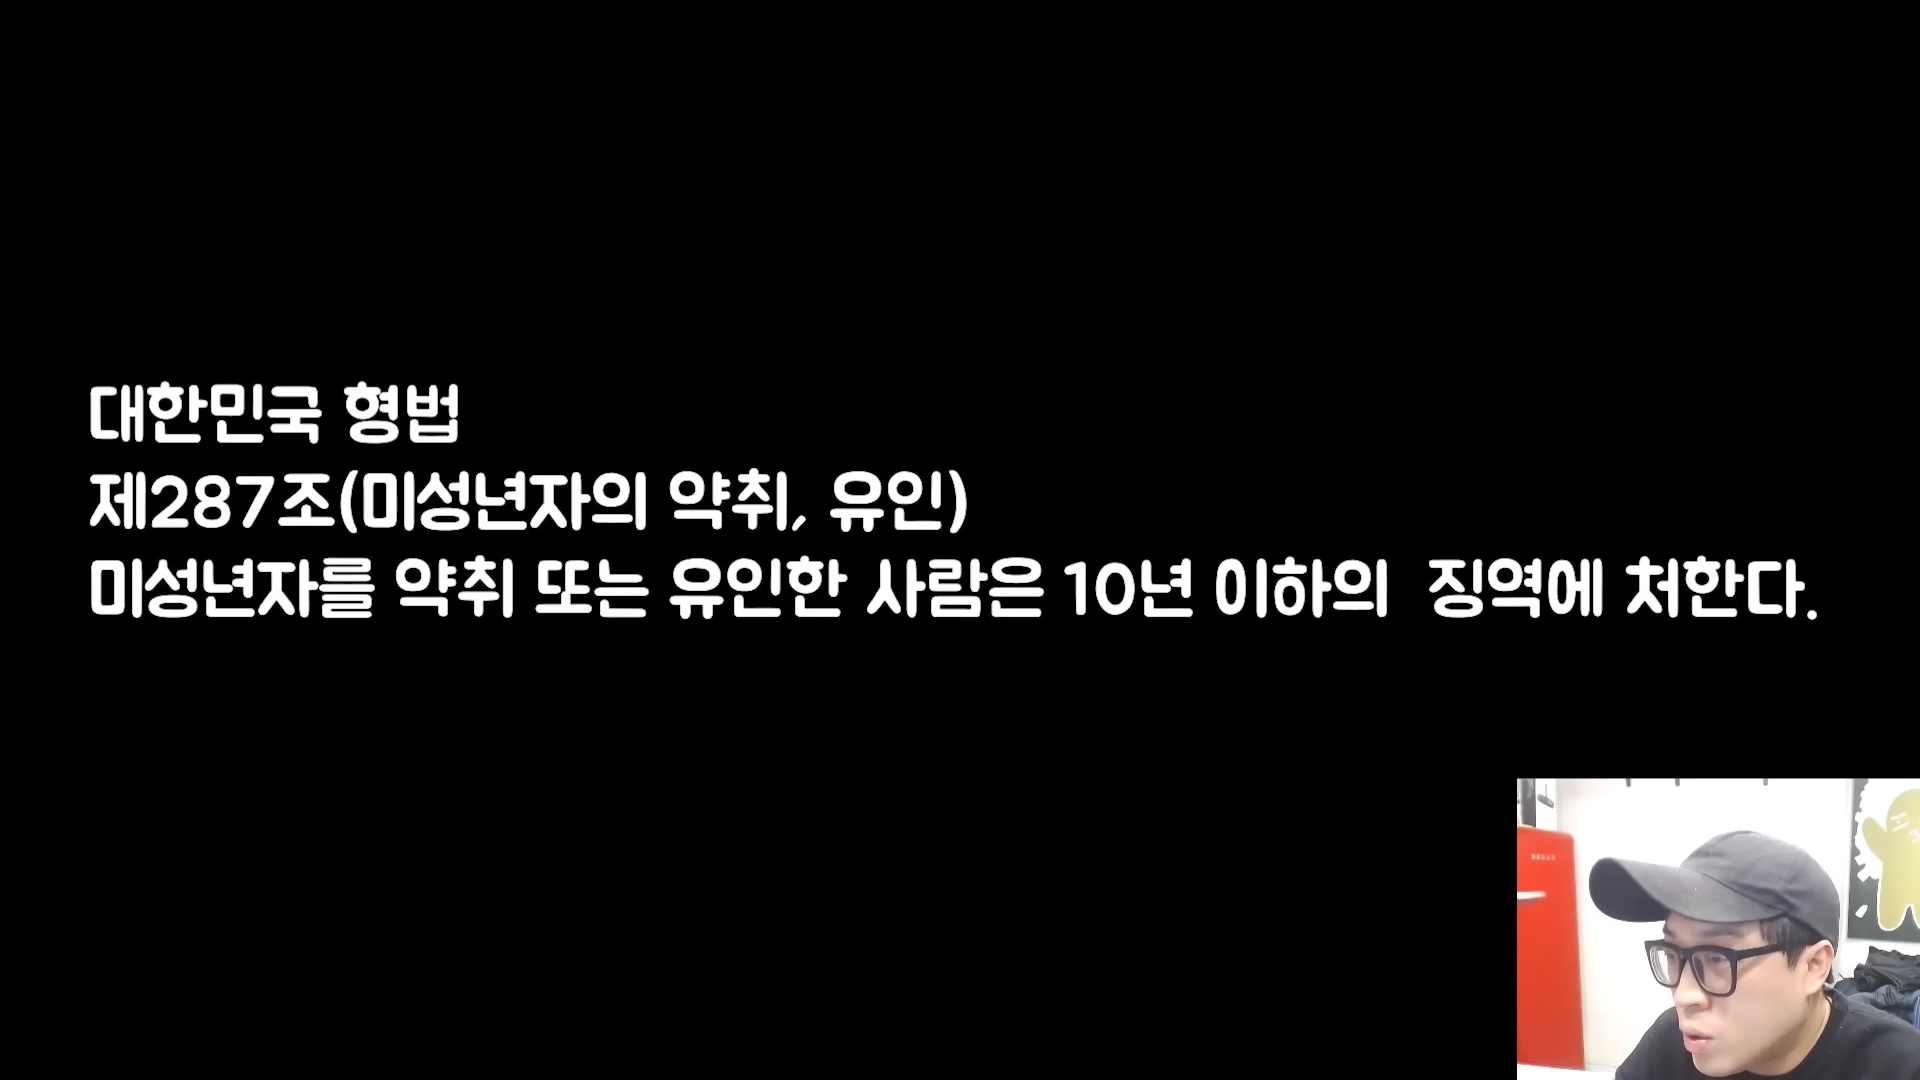 대한민국 형법
제287조(미성년자의 약취, 유인)
미성년자를 약취 또는 유인한 사람은 10년 이하의  징역에 처한다.